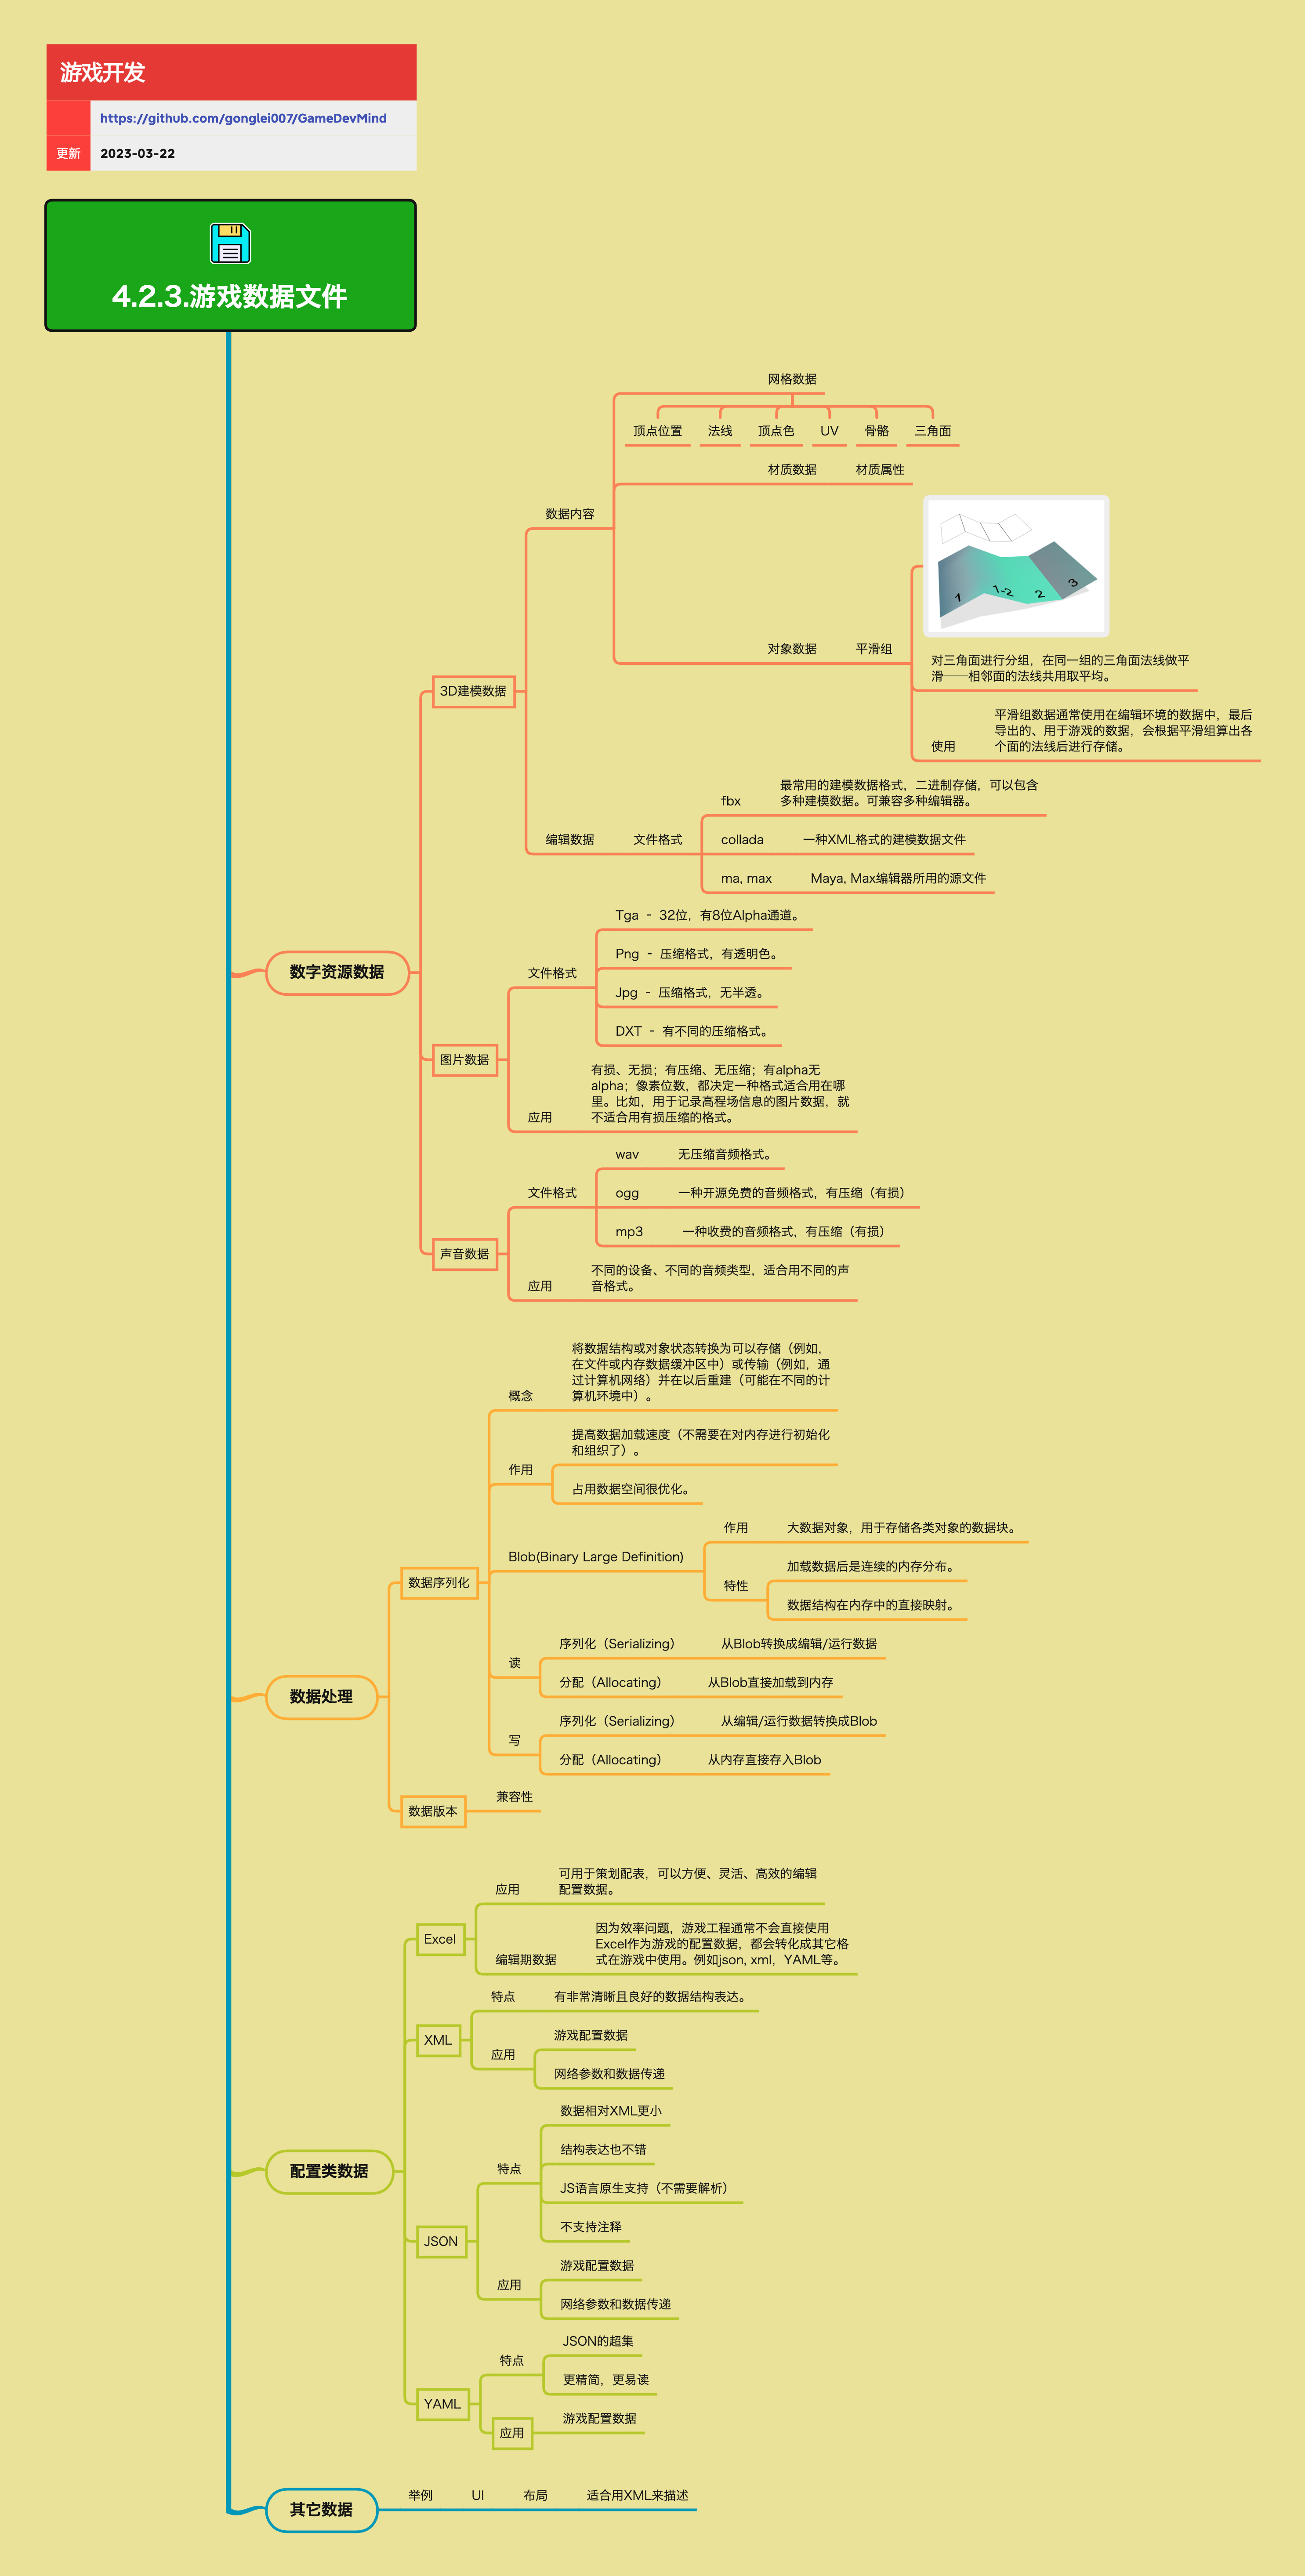 游戏开发
https://github.com/gonglei007/GameDevMind
更新 2023-03-22
4.2.3.游戏数据文件
数字资源数据
3D建模数据
数据内容
网格数据
顶点位置 法线 顶点色 UV 骨骼 三角面
材质数据 材质属性
对象数据 平滑组
1 1-2 2 3
对三角面进行分组，在同一组的三角面法线做平
滑——相邻面的法线共用取平均。
使用
平滑组数据通常使用在编辑环境的数据中，最后
导出的、用于游戏的数据，会根据平滑组算出各
个面的法线后进行存储。
编辑数据 文件格式
fbx
最常用的建模数据格式，二进制存储，可以包含
多种建模数据。可兼容多种编辑器。
collada 一种XML格式的建模数据文件
ma, max Maya, Max编辑器所用的源文件
图片数据
文件格式
Tga - 32位，有8位Alpha通道。
Png - 压缩格式，有透明色。
Jpg - 压缩格式，无半透。
DXT - 有不同的压缩格式。
应用
有损、无损；有压缩、无压缩；有alpha无
alpha；像素位数，都决定一种格式适合用在哪
里。比如，用于记录高程场信息的图片数据，就
不适合用有损压缩的格式。
声音数据
文件格式
wav 无压缩音频格式。
ogg 一种开源免费的音频格式，有压缩（有损）
mp3 一种收费的音频格式，有压缩（有损）
应用
不同的设备、不同的音频类型，适合用不同的声
音格式。
数据处理
数据序列化
概念
将数据结构或对象状态转换为可以存储（例如，
在文件或内存数据缓冲区中）或传输（例如，通
过计算机网络）并在以后重建（可能在不同的计
算机环境中）。
作用
提高数据加载速度（不需要在对内存进行初始化
和组织了）。
占用数据空间很优化。
Blob(Binary Large Definition)
作用 大数据对象，用于存储各类对象的数据块。
特性
加载数据后是连续的内存分布。
数据结构在内存中的直接映射。
读
序列化（Serializing） 从Blob转换成编辑/运行数据
分配（Allocating） 从Blob直接加载到内存
写
序列化（Serializing） 从编辑/运行数据转换成Blob
分配（Allocating） 从内存直接存入Blob
数据版本 兼容性
配置类数据
Excel
应用
可用于策划配表，可以方便、灵活、高效的编辑
配置数据。
编辑期数据
因为效率问题，游戏工程通常不会直接使用
Excel作为游戏的配置数据，都会转化成其它格
式在游戏中使用。例如json, xml，YAML等。
XML
特点 有非常清晰且良好的数据结构表达。
应用
游戏配置数据
网络参数和数据传递
JSON
特点
数据相对XML更小
结构表达也不错
JS语言原生支持（不需要解析）
不支持注释
应用
游戏配置数据
网络参数和数据传递
YAML
特点
JSON的超集
更精简，更易读
应用 游戏配置数据
其它数据 举例 UI 布局 适合用XML来描述